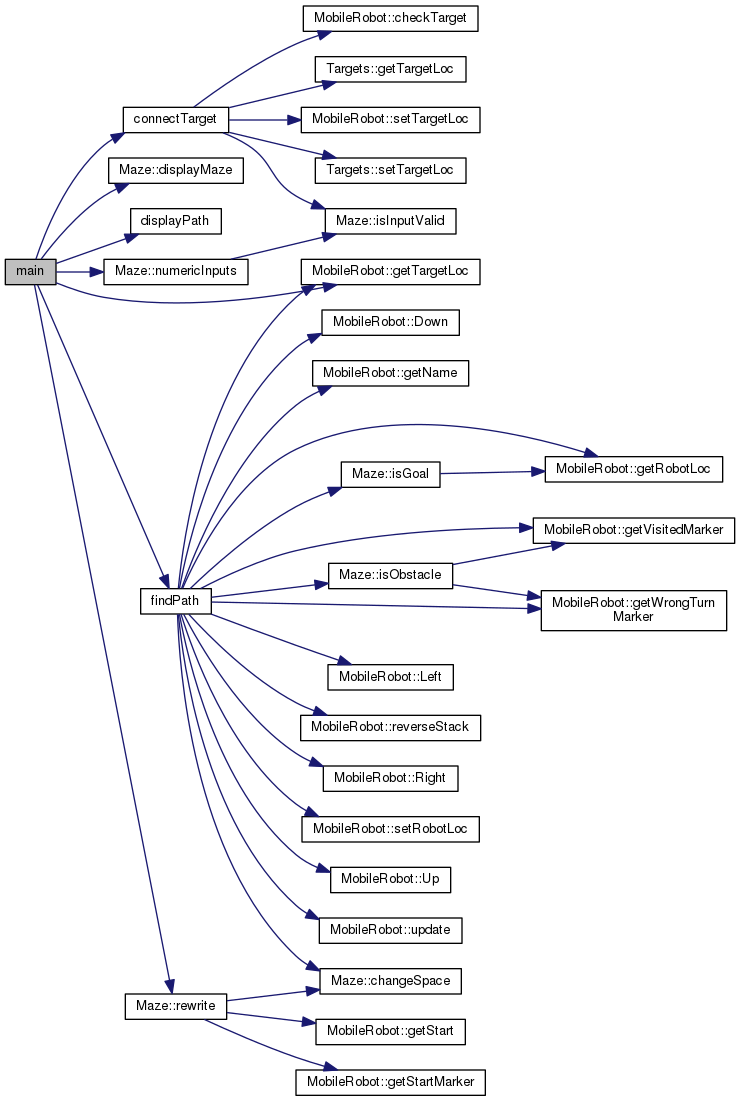 MobileRobot::checkTarget
Targets::getTargetLoc
connectTarget
MobileRobot::setTargetLoc
Maze::displayMaze
Targets::setTargetLoc
displayPath
Maze::isInputValid
main
Maze::numericInputs
MobileRobot::getTargetLoc
MobileRobot::Down
MobileRobot::getName
Maze::isGoal
MobileRobot::getRobotLoc
MobileRobot::getVisitedMarker
Maze::isObstacle
findPath
MobileRobot::getWrongTurn
Marker
MobileRobot::Left
MobileRobot::reverseStack
MobileRobot::Right
MobileRobot::setRobotLoc
MobileRobot::Up
MobileRobot::update
Maze::changeSpace
Maze::rewrite
MobileRobot::getStart
MobileRobot::getStartMarker